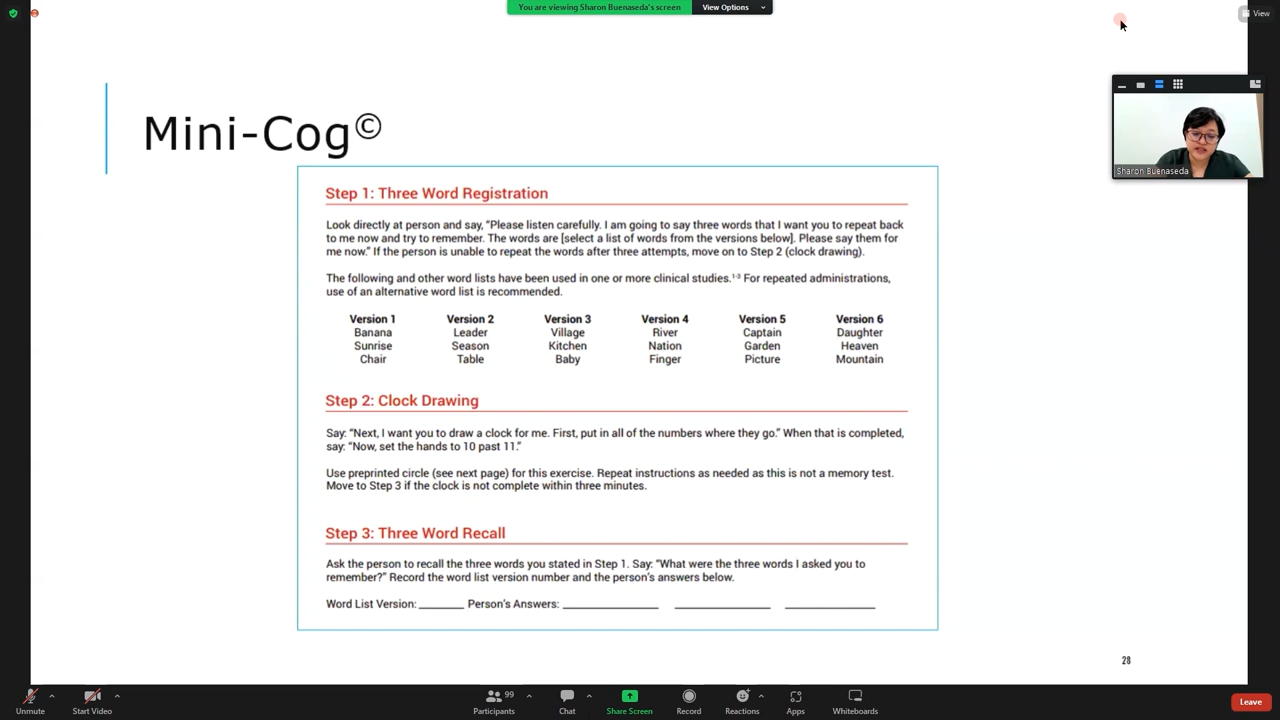 You are viewing Sharon Buenaseda's screen
View Options
View
Sharon Buenaseda
Mini-Cog©
Step 1: Three Word Registration
Look directly at person and say, “Please listen carefully. I am going to say three words that I want you to repeat back
to me now and try to remember. The words are [select a list of words from the versions below]. Please say them for
me now.” If the person is unable to repeat the words after three attempts, move on to Step 2 (clock drawing).
The following and other word lists have been used in one or more clinical studies.1-3 For repeated administrations,
use of an alternative word list is recommended.
Version 1 Version 2 Version 3 Version 4 Version 5 Version 6
Banana Leader Village River Captain Daughter
Sunrise Season Kitchen Nation Garden Heaven
Chair Table Baby Finger Picture Mountain
Step 2: Clock Drawing
Say: “Next, I want you to draw a clock for me. First, put in all of the numbers where they go.” When that is completed,
say: “Now, set the hands to 10 past 11.”
Use preprinted circle (see next page) for this exercise. Repeat instructions as needed as this is not a memory test.
Move to Step 3 if the clock is not complete within three minutes.
Step 3: Three Word Recall
Ask the person to recall the three words you stated in Step 1. Say: “What were the three words I asked you to
remember?” Record the word list version number and the person’s answers below.
Word List Version: ______ Person’s Answers: ____________ ____________ ____________
28
99
Unmute Start Video Participants Chat Share Screen Record Reactions Apps Whiteboards Leave